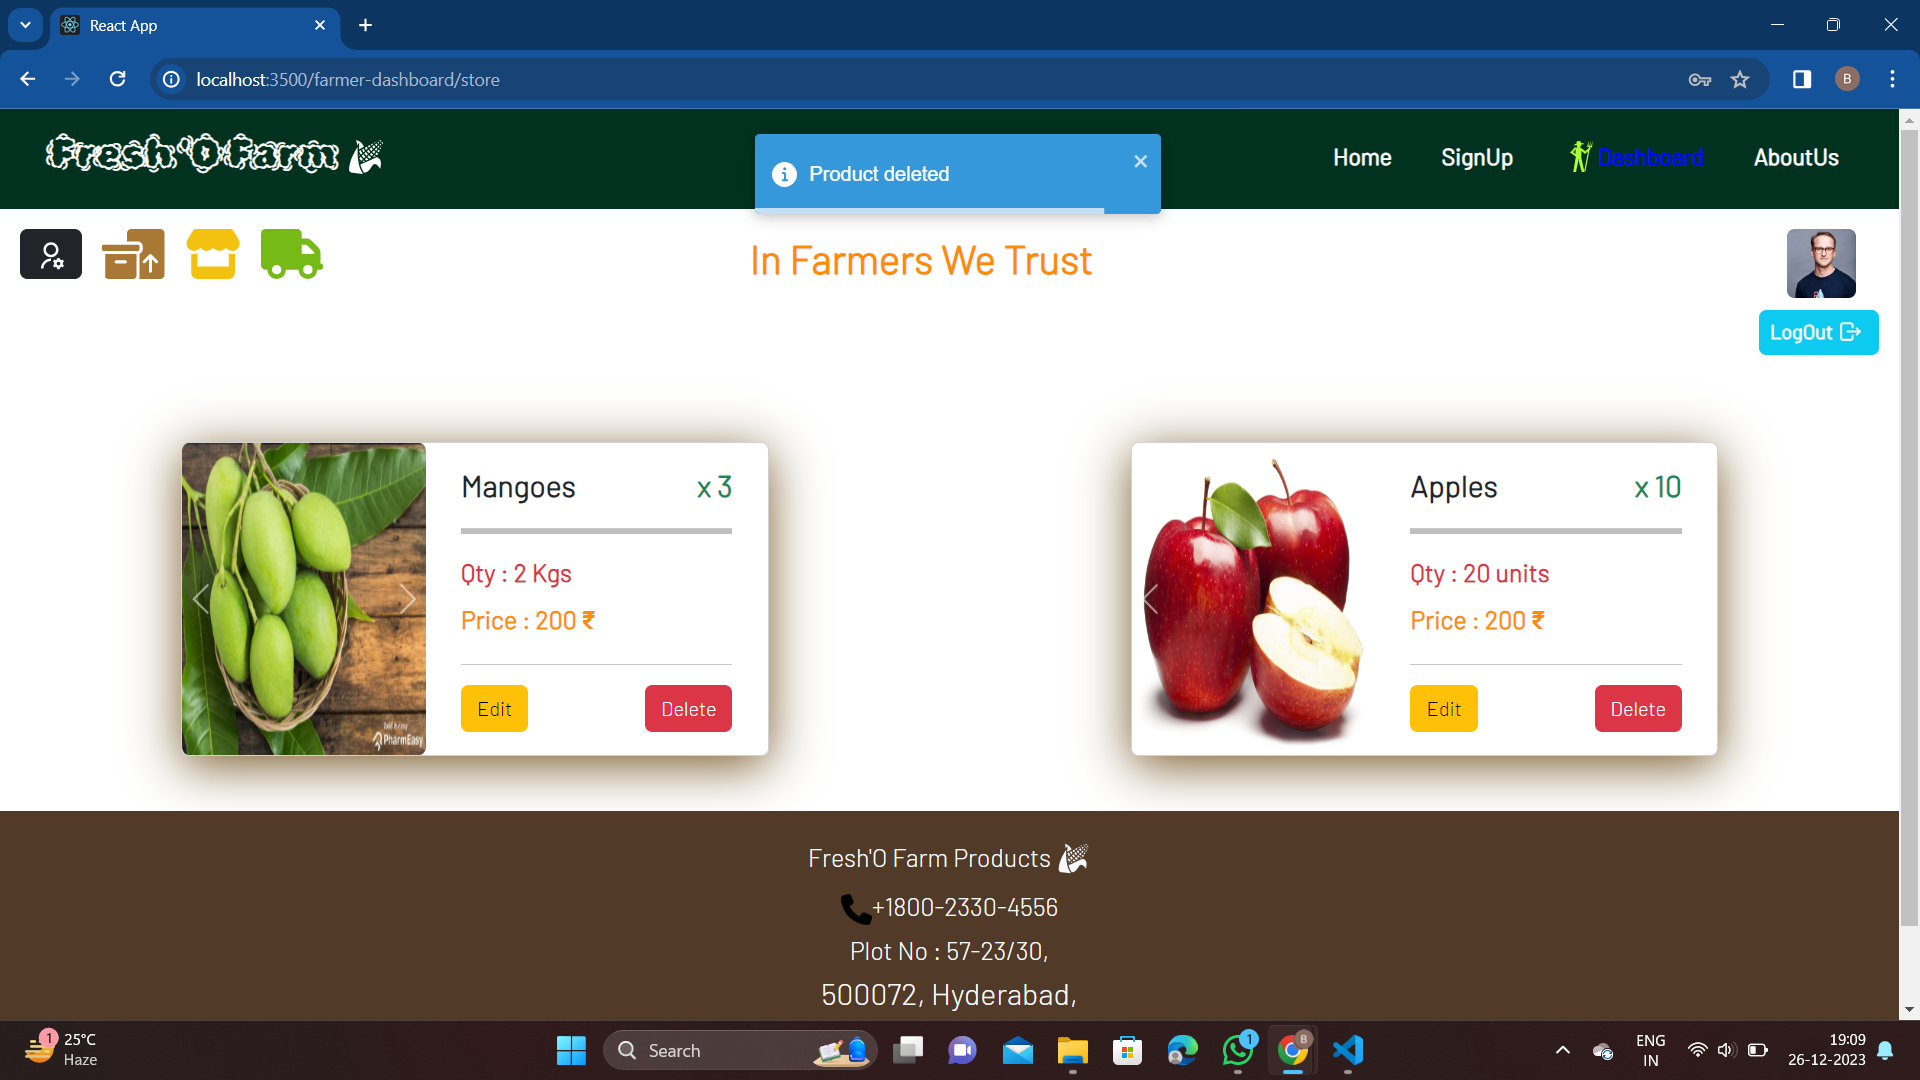 React App
localhost:3500/farmer-dashboard/store
B
Fresh'O Farm
Product deleted
Home SignUp Dashboard AboutUs
In Farmers We Trust
LogOut
Mangoes x 3
Qty : 2 Kgs
Price : 200 ₹
Edit Delete
PharmEasy
Apples x 10
Qty : 20 units
Price : 200 ₹
Edit Delete
Fresh'O Farm Products
+1800-2330-4556
Plot No : 57-23/30,
500072, Hyderabad,
1
25°C
Haze
Search
1
B
ENG
IN
19:09
26-12-2023